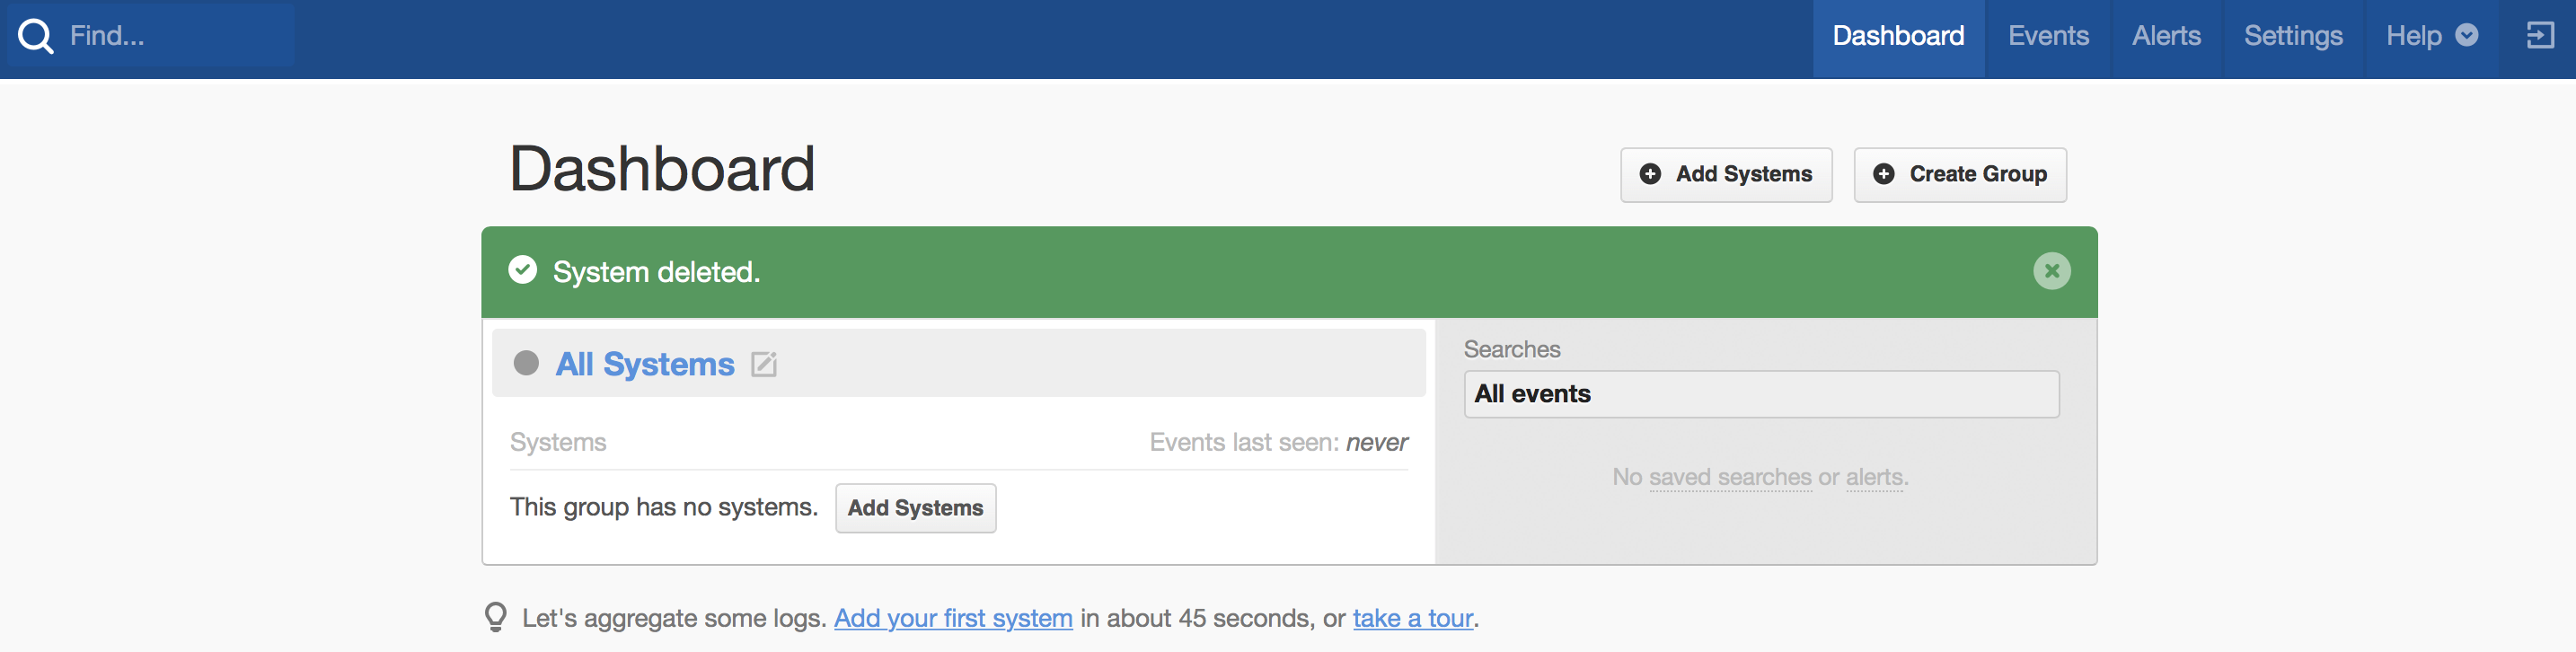 Find...
Dashboard Events Alerts Settings Help
Dashboard
Add Systems Create Group
System deleted.
All Systems
Searches
All events
Systems Events last seen: never
No saved searches or alerts.
This group has no systems. Add Systems
Let's aggregate some logs. Add your first system in about 45 seconds, or take a tour.